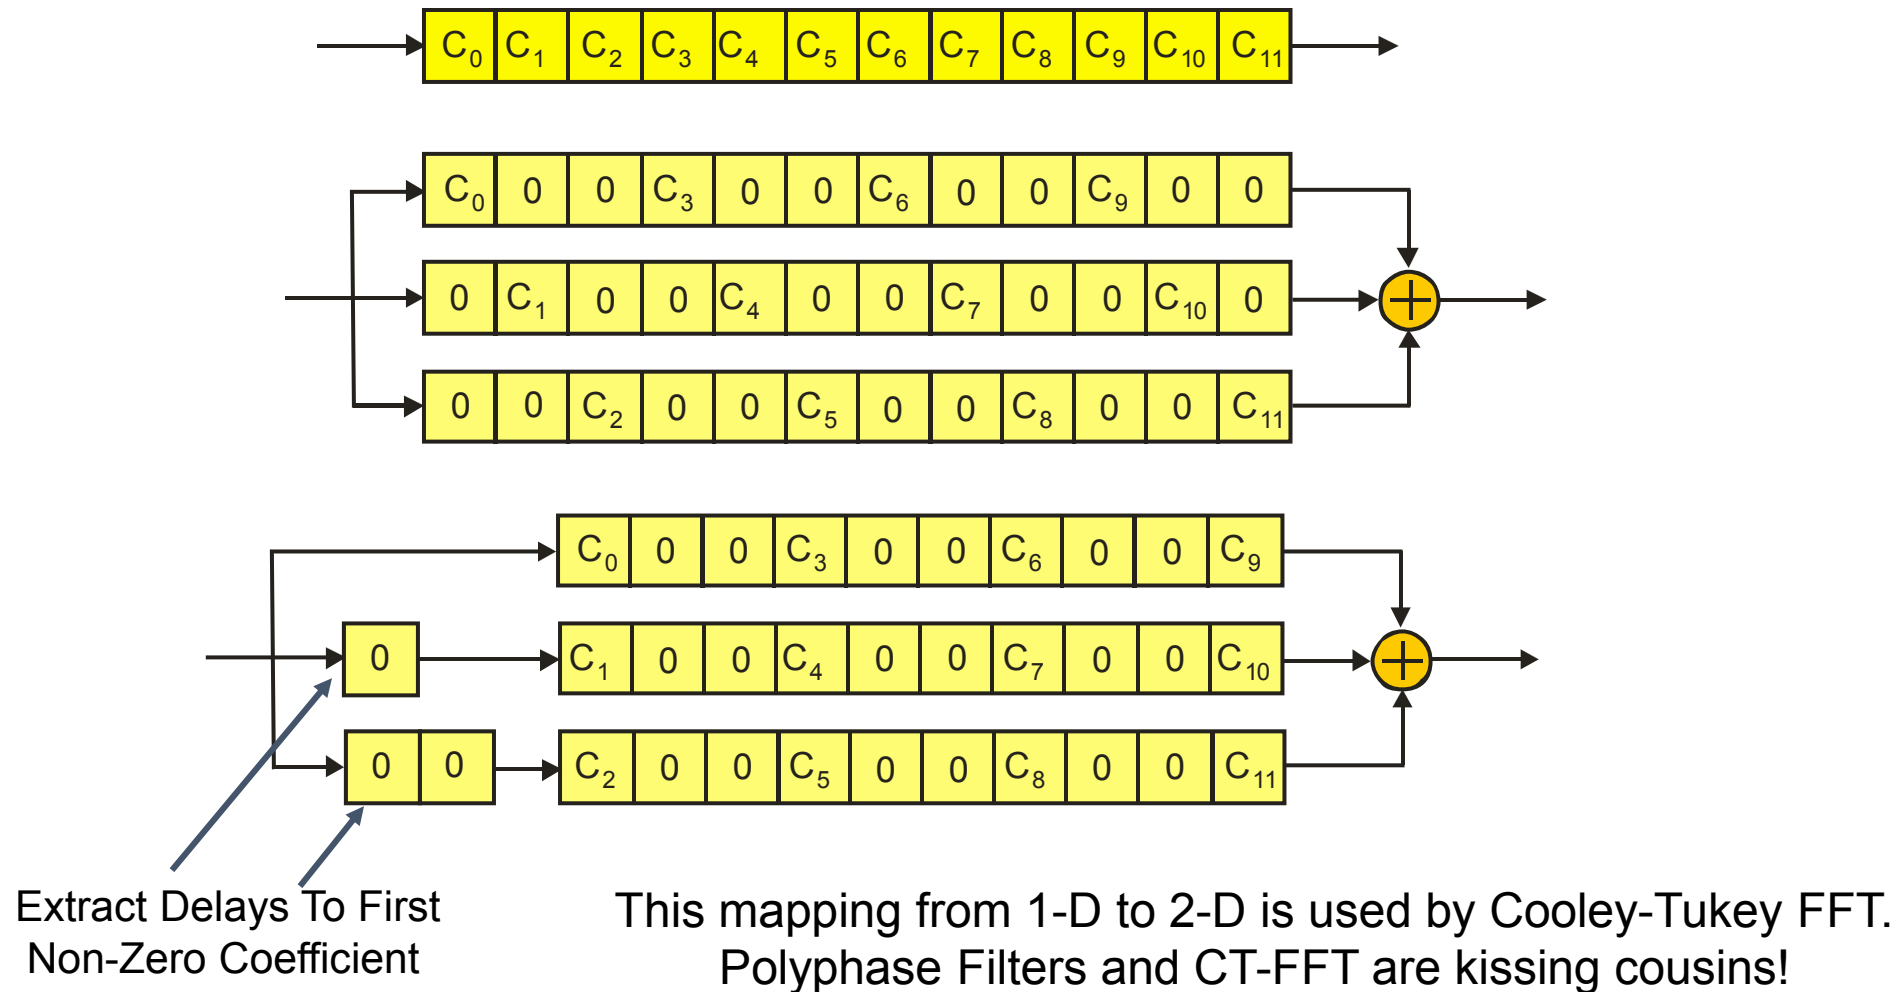 C0 C1 C2 C3 C4 C5 C6 C7 C8 C9 C10 C11
C0 0 0 C3 0 0 C6 0 0 C9 0 0
0 C1 0 0 C4 0 0 C7 0 0 C10 0
0 0 C2 0 0 C5 0 0 C8 0 0 C11
C0 0 0 C3 0 0 C6 0 0 C9
0 C1 0 0 C4 0 0 C7 0 0 C10
0 0 C2 0 0 C5 0 0 C8 0 0 C11
Extract Delays To First
Non-Zero Coefficient
This mapping from 1-D to 2-D is used by Cooley-Tukey FFT.
Polyphase Filters and CT-FFT are kissing cousins!